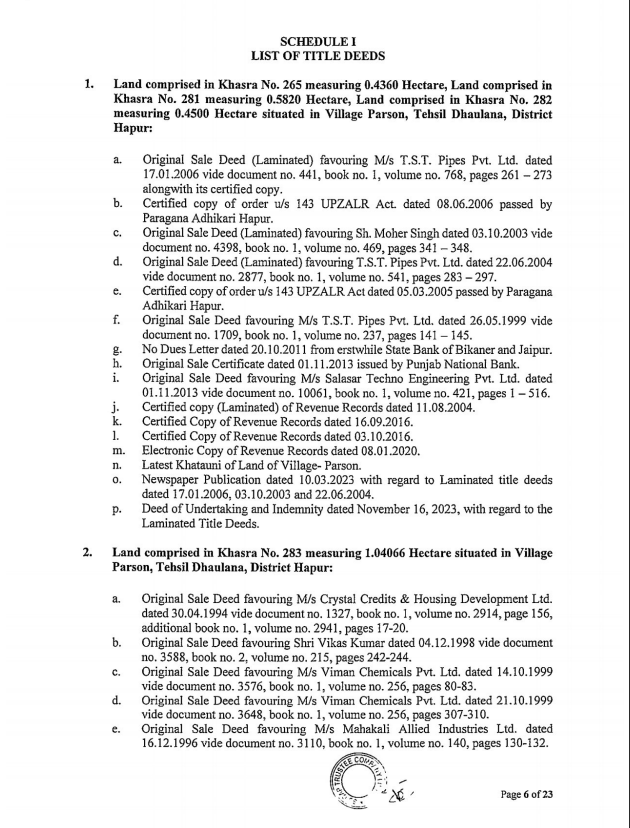 SCHEDULE I
LIST OF TITLE DEEDS
1. Land comprised in Khasra No. 265 measuring 0.4360 Hectare, Land comprised in
Khasra No. 281 measuring 0.5820 Hectare, Land comprised in Khasra No. 282
measuring 0.4500 Hectare situated in Village Parson, Tehsil Dhaulana, District
Hapur:
a. Original Sale Deed (Laminated) favouring M/s T.S.T. Pipes Pvt. Ltd. dated
17.01.2006 vide document no. 441, book no. 1, volume no. 768, pages 261 – 273
alongwith its certified copy.
b. Certified copy of order u/s 143 UPZALR Act. dated 08.06.2006 passed by
Paragana Adhikari Hapur.
c. Original Sale Deed (Laminated) favouring Sh. Moher Singh dated 03.10.2003 vide
document no. 4398, book no. 1, volume no. 469, pages 341 – 348.
d. Original Sale Deed (Laminated) favouring T.S.T. Pipes Pvt. Ltd. dated 22.06.2004
vide document no. 2877, book no. 1, volume no. 541, pages 283 – 297.
e. Certified copy of order u/s 143 UPZALR Act dated 05.03.2005 passed by Paragana
Adhikari Hapur.
f. Original Sale Deed favouring M/s T.S.T. Pipes Pvt. Ltd. dated 26.05.1999 vide
document no. 1709, book no. 1, volume no. 237, pages 141 – 145.
g. No Dues Letter dated 20.10.2011 from erstwhile State Bank of Bikaner and Jaipur.
h. Original Sale Certificate dated 01.11.2013 issued by Punjab National Bank.
i. Original Sale Deed favouring M/s Salasar Techno Engineering Pvt. Ltd. dated
01.11.2013 vide document no. 10061, book no. 1, volume no. 421, pages 1 – 516.
j. Certified copy (Laminated) of Revenue Records dated 11.08.2004.
k. Certified Copy of Revenue Records dated 16.09.2016.
l. Certified Copy of Revenue Records dated 03.10.2016.
m. Electronic Copy of Revenue Records dated 08.01.2020.
n. Latest Khatauni of Land of Village- Parson.
o. Newspaper Publication dated 10.03.2023 with regard to Laminated title deeds
dated 17.01.2006, 03.10.2003 and 22.06.2004.
p. Deed of Undertaking and Indemnity dated November 16, 2023, with regard to the
Laminated Title Deeds.
2. Land comprised in Khasra No. 283 measuring 1.04066 Hectare situated in Village
Parson, Tehsil Dhaulana, District Hapur:
a. Original Sale Deed favouring M/s Crystal Credits & Housing Development Ltd.
dated 30.04.1994 vide document no. 1327, book no. 1, volume no. 2914, page 156,
additional book no. 1, volume no. 2941, pages 17-20.
b. Original Sale Deed favouring Shri Vikas Kumar dated 04.12.1998 vide document
no. 3588, book no. 2, volume no. 215, pages 242-244.
c. Original Sale Deed favouring M/s Viman Chemicals Pvt. Ltd. dated 14.10.1999
vide document no. 3576, book no. 1, volume no. 256, pages 80-83.
d. Original Sale Deed favouring M/s Viman Chemicals Pvt. Ltd. dated 21.10.1999
vide document no. 3648, book no. 1, volume no. 256, pages 307-310.
e. Original Sale Deed favouring M/s Mahakali Allied Industries Ltd. dated
16.12.1996 vide document no. 3110, book no. 1, volume no. 140, pages 130-132.
TRUSTEE
Page 6 of 23